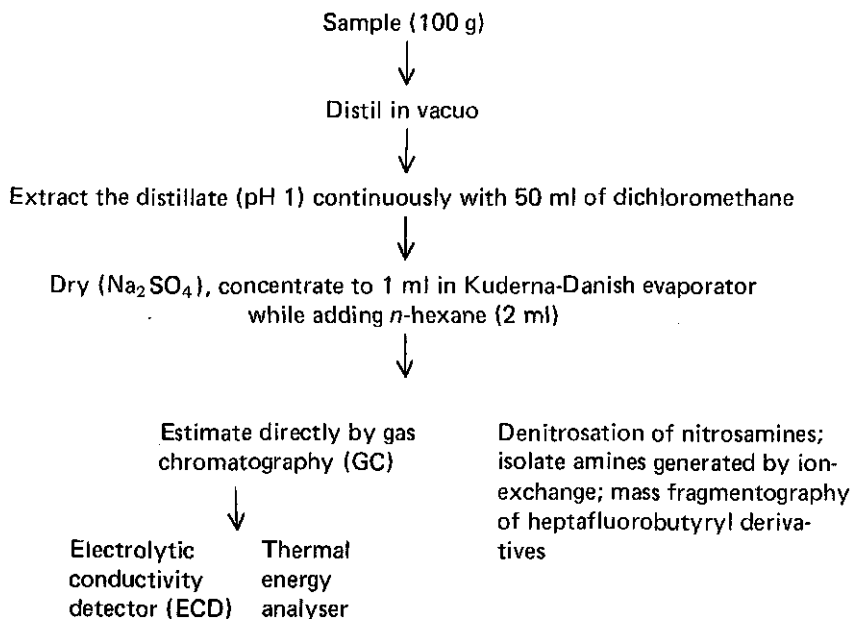 Sample (100 g)
Distil in vacuo
Extract the distillate (pH 1) continuously with 50 ml of dichloromethane
Dry (Na₂SO₄), concentrate to 1 ml in Kuderna-Danish evaporator
while adding n-hexane (2 ml)
Estimate directly by gas
chromatography (GC)
Electrolytic
conductivity
detector (ECD)
Thermal
energy
analyser
Denitrosation of nitrosamines;
isolate amines generated by ion-
exchange; mass fragmentography
of heptafluorobutyryl deriva-
tives